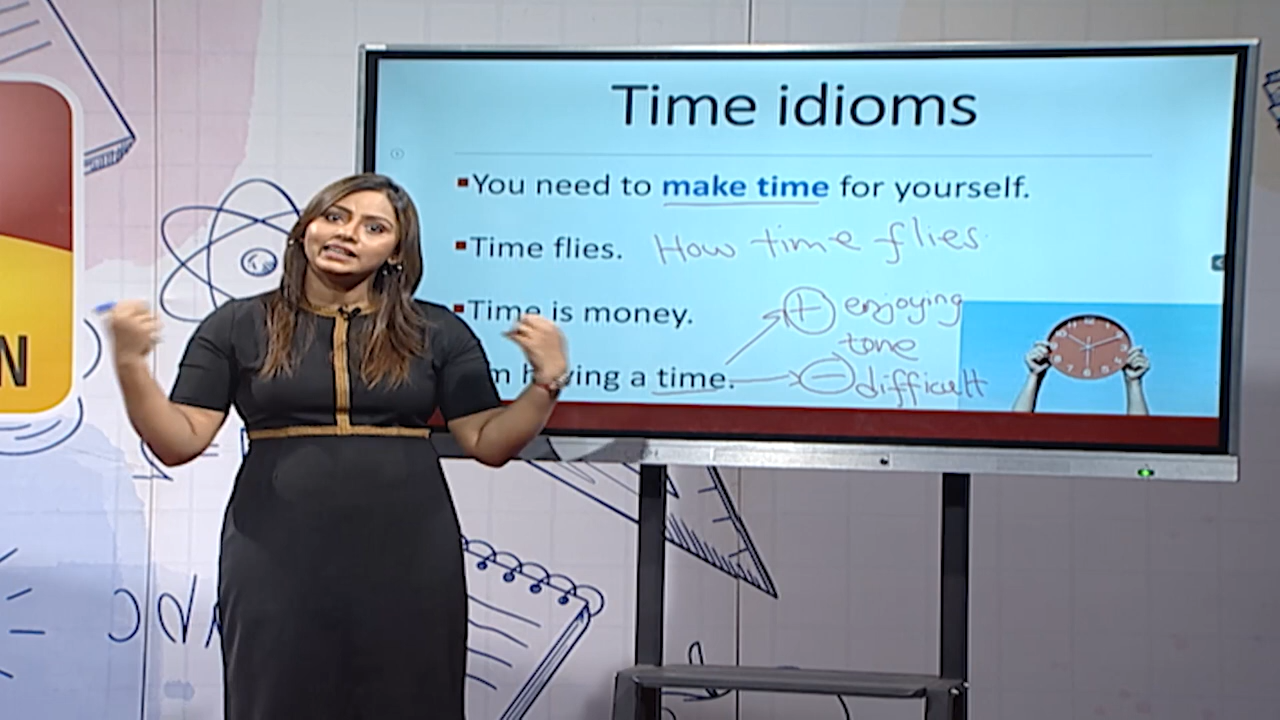 Time idioms
▪You need to make time for yourself.
▪Time flies. How time flies.
▪Time is money.
+ enjoying
tone
m ving a time. - difficult
N